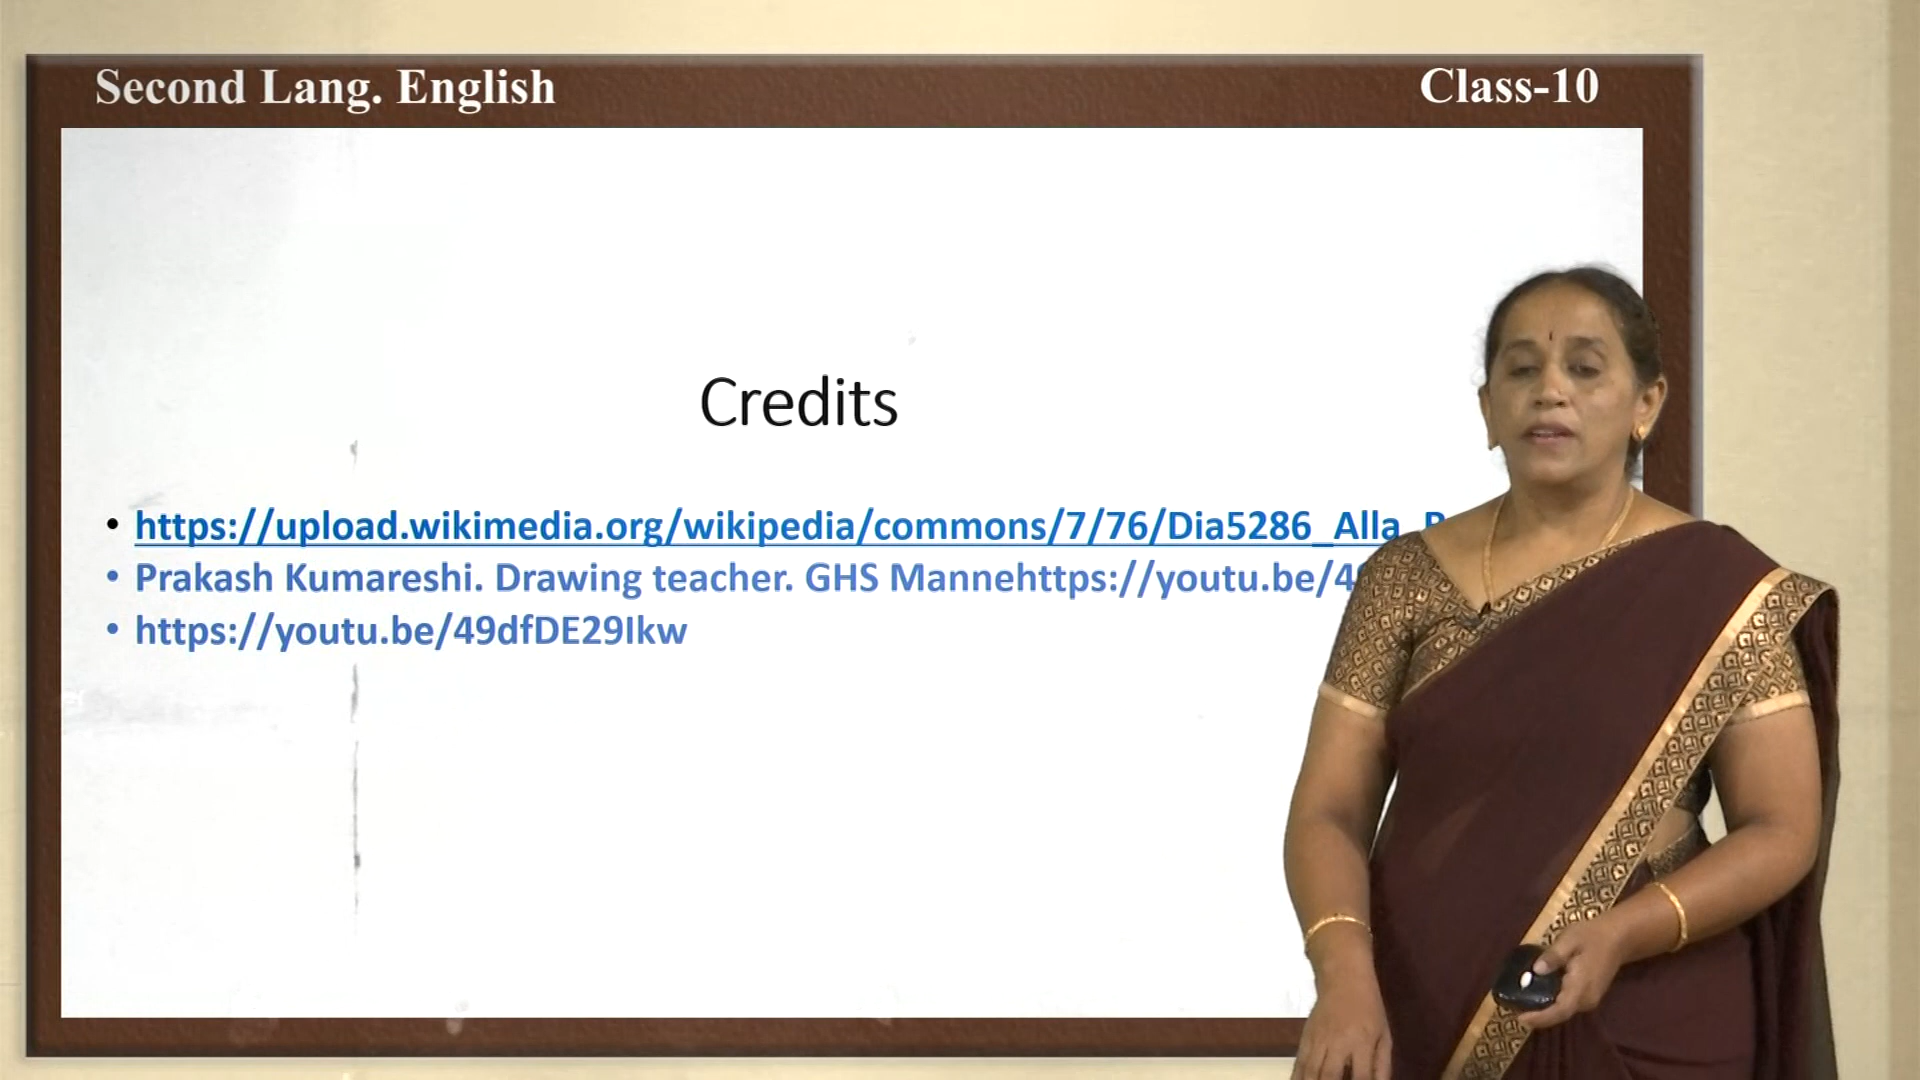 Second Lang. English
Class-10
Credits
• https://upload.wikimedia.org/wikipedia/commons/7/76/Dia5286_Alla
• Prakash Kumareshi. Drawing teacher. GHS Mannehttps://youtu.be/4
• https://youtu.be/49dfDE29Ikw